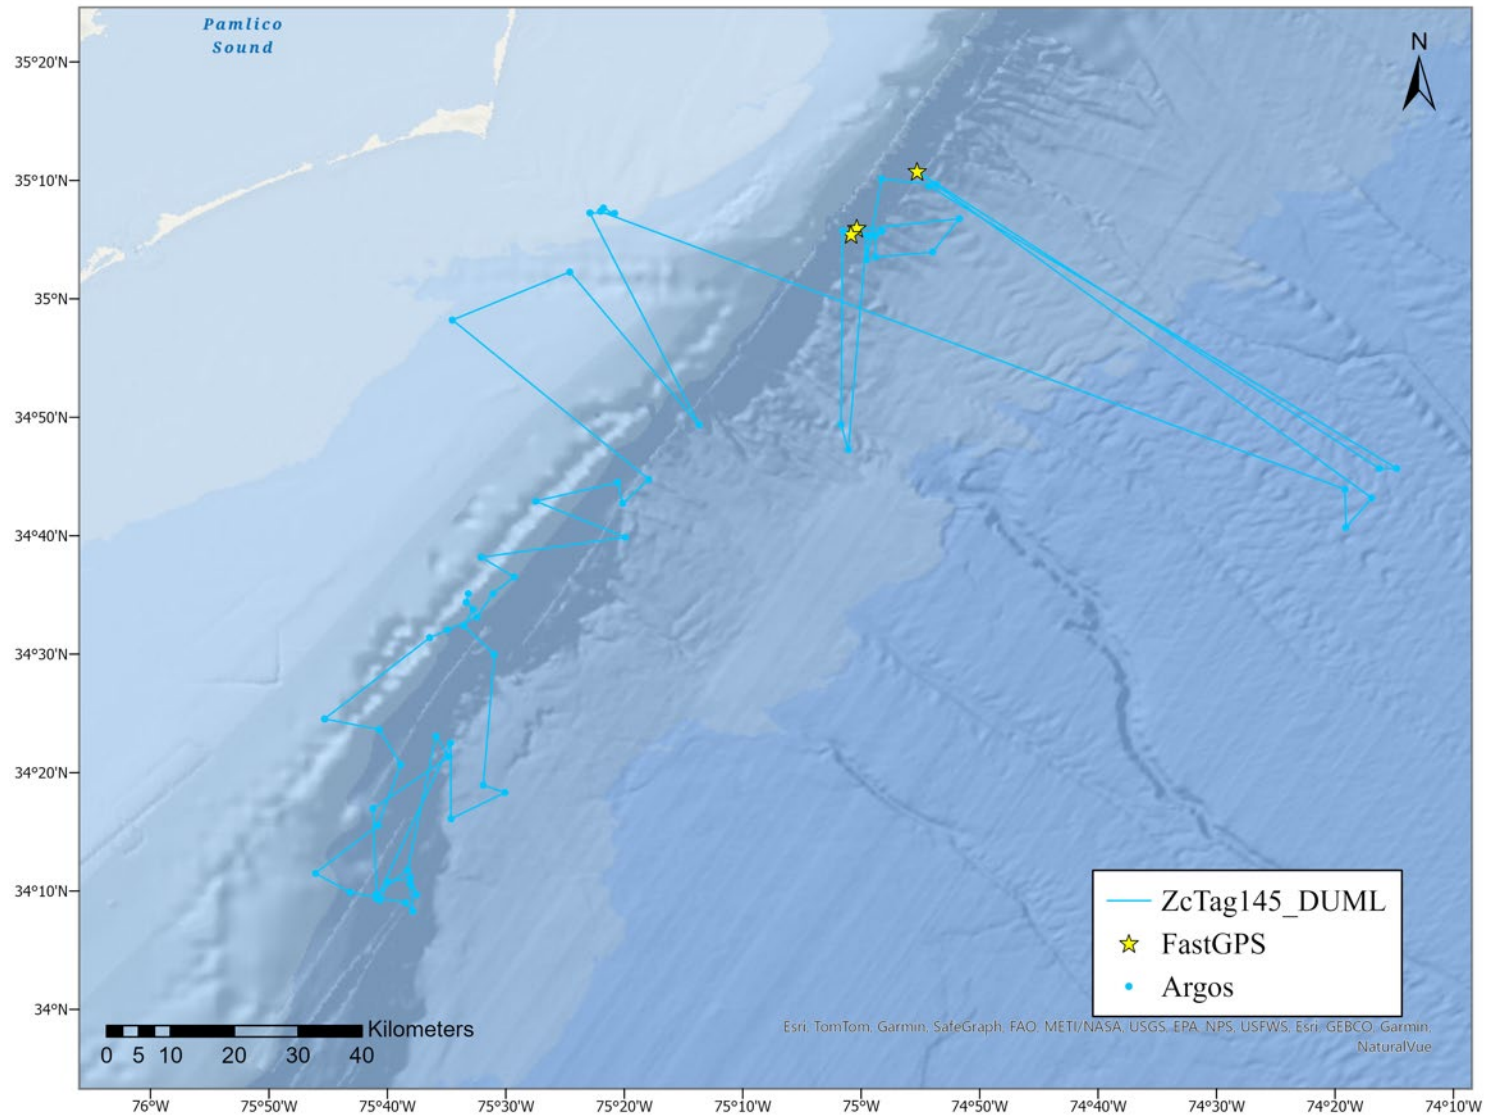 Pamlico
Sound
N
35°20'N
35°10'N
35°N
34°50'N
34°40'N
34°30'N
34°20'N
34°10'N
34°N
ZcTag145_DUML
FastGPS
Argos
Kilometers
0 5 10 20 30 40
Esri, TomTom, Garmin, SafeGraph, FAO, METI/NASA, USGS, EPA, NPS, USFWS, Esri, GEBCO, Garmin,
NaturalVue
76°W 75°50'W 75°40'W 75°30'W 75°20'W 75°10'W 75°W 74°50'W 74°40'W 74°30'W 74°20'W 74°10'W